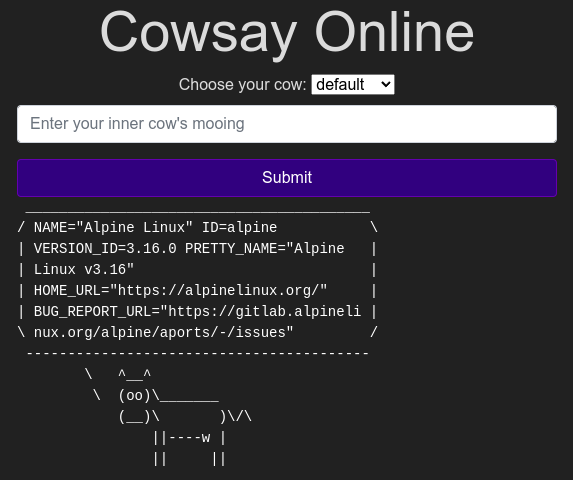 Cowsay Online
Choose your cow: default
Enter your inner cow's mooing
Submit
 _________________________________________
/ NAME="Alpine Linux" ID=alpine           \
| VERSION_ID=3.16.0 PRETTY_NAME="Alpine   |
| Linux v3.16"                            |
| HOME_URL="https://alpinelinux.org/"     |
| BUG_REPORT_URL="https://gitlab.alpineli |
\ nux.org/alpine/aports/-/issues"         /
 -----------------------------------------
        \   ^__^
         \  (oo)\_______
            (__)\       )\/\
                ||----w |
                ||     ||